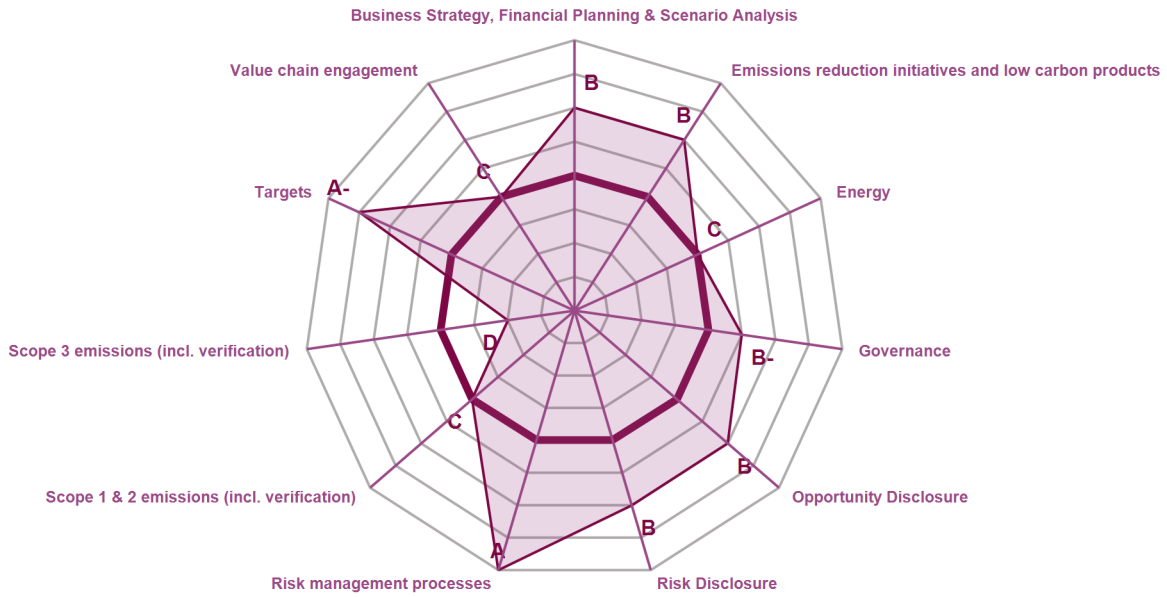 Business Strategy, Financial Planning & Scenario Analysis
Value chain engagement
Emissions reduction initiatives and low carbon products
B
B
C
A-
Targets
Energy
C
D
Scope 3 emissions (incl. verification)
Governance
B-
C
B
Scope 1 & 2 emissions (incl. verification)
Opportunity Disclosure
A
B
Risk management processes
Risk Disclosure